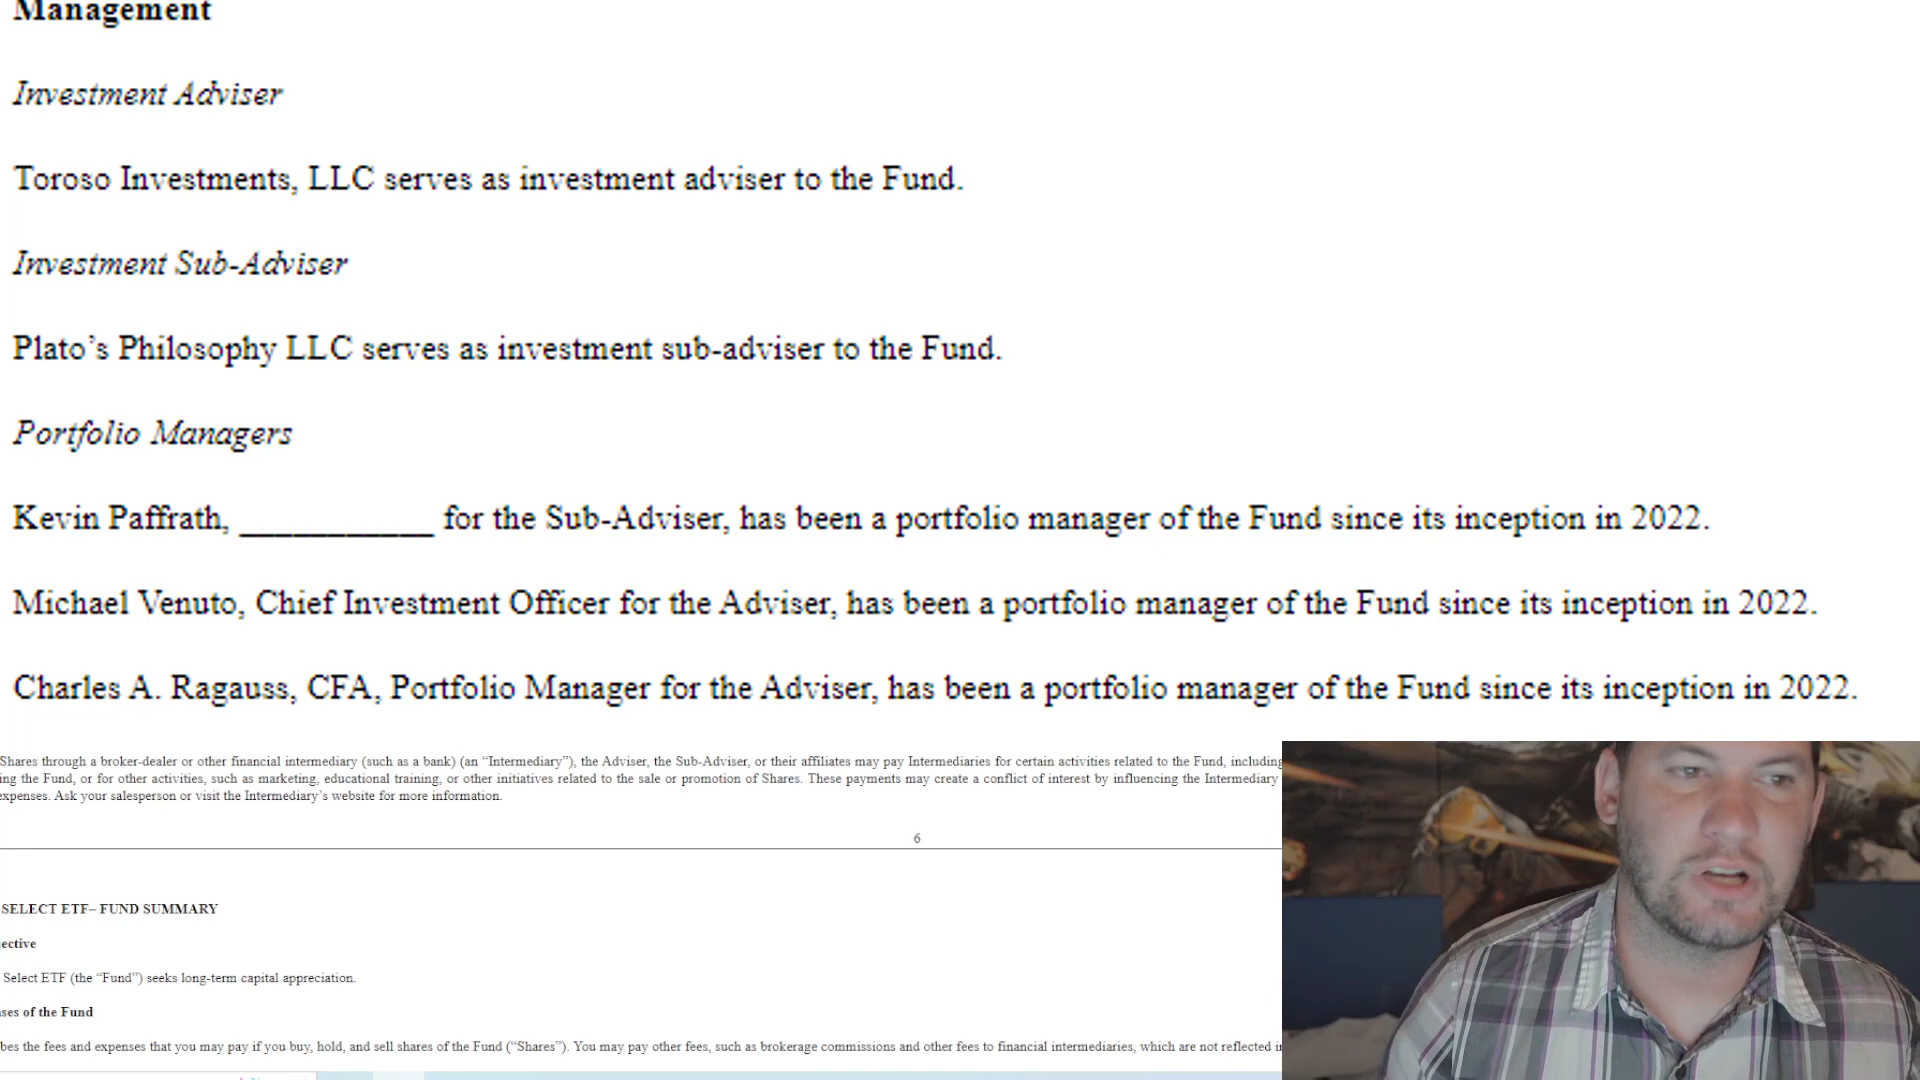 Management
Investment Adviser
Toroso Investments, LLC serves as investment adviser to the Fund.
Investment Sub-Adviser
Plato’s Philosophy LLC serves as investment sub-adviser to the Fund.
Portfolio Managers
Kevin Paffrath, ___________ for the Sub-Adviser, has been a portfolio manager of the Fund since its inception in 2022.
Michael Venuto, Chief Investment Officer for the Adviser, has been a portfolio manager of the Fund since its inception in 2022.
Charles A. Ragauss, CFA, Portfolio Manager for the Adviser, has been a portfolio manager of the Fund since its inception in 2022.
Shares through a broker-dealer or other financial intermediary (such as a bank) (an “Intermediary”), the Adviser, the Sub-Adviser, or their affiliates may pay Intermediaries for certain activities related to the Fund, including
ing the Fund, or for other activities, such as marketing, educational training, or other initiatives related to the sale or promotion of Shares. These payments may create a conflict of interest by influencing the Intermediary
expenses. Ask your salesperson or visit the Intermediary’s website for more information.
6
SELECT ETF– FUND SUMMARY
ective
Select ETF (the “Fund”) seeks long-term capital appreciation.
ses of the Fund
bes the fees and expenses that you may pay if you buy, hold, and sell shares of the Fund (“Shares”). You may pay other fees, such as brokerage commissions and other fees to financial intermediaries, which are not reflected i